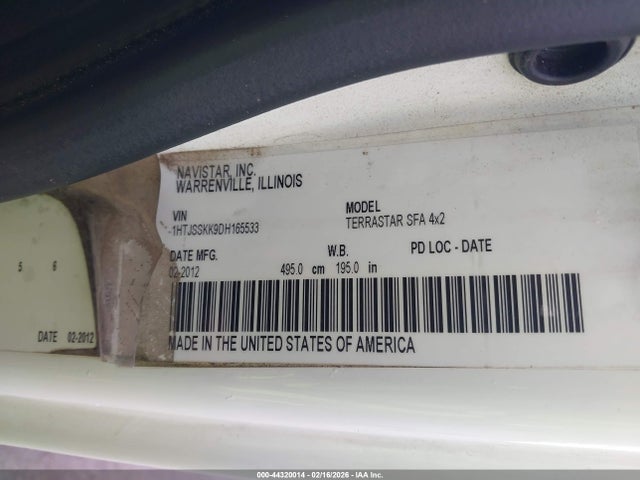 NAVISTAR, INC.
WARRENVILLE, ILLINOIS
VIN
-1HTJSSKK9DH165533
MODEL
TERRASTAR SFA 4x2
DATE MFG.
02-2012
W.B.
495.0 cm 195.0 in
PD LOC - DATE
MADE IN THE UNITED STATES OF AMERICA
5 6
DATE 02-2012
000-44320014 - 02/16/2026 - IAA Inc.